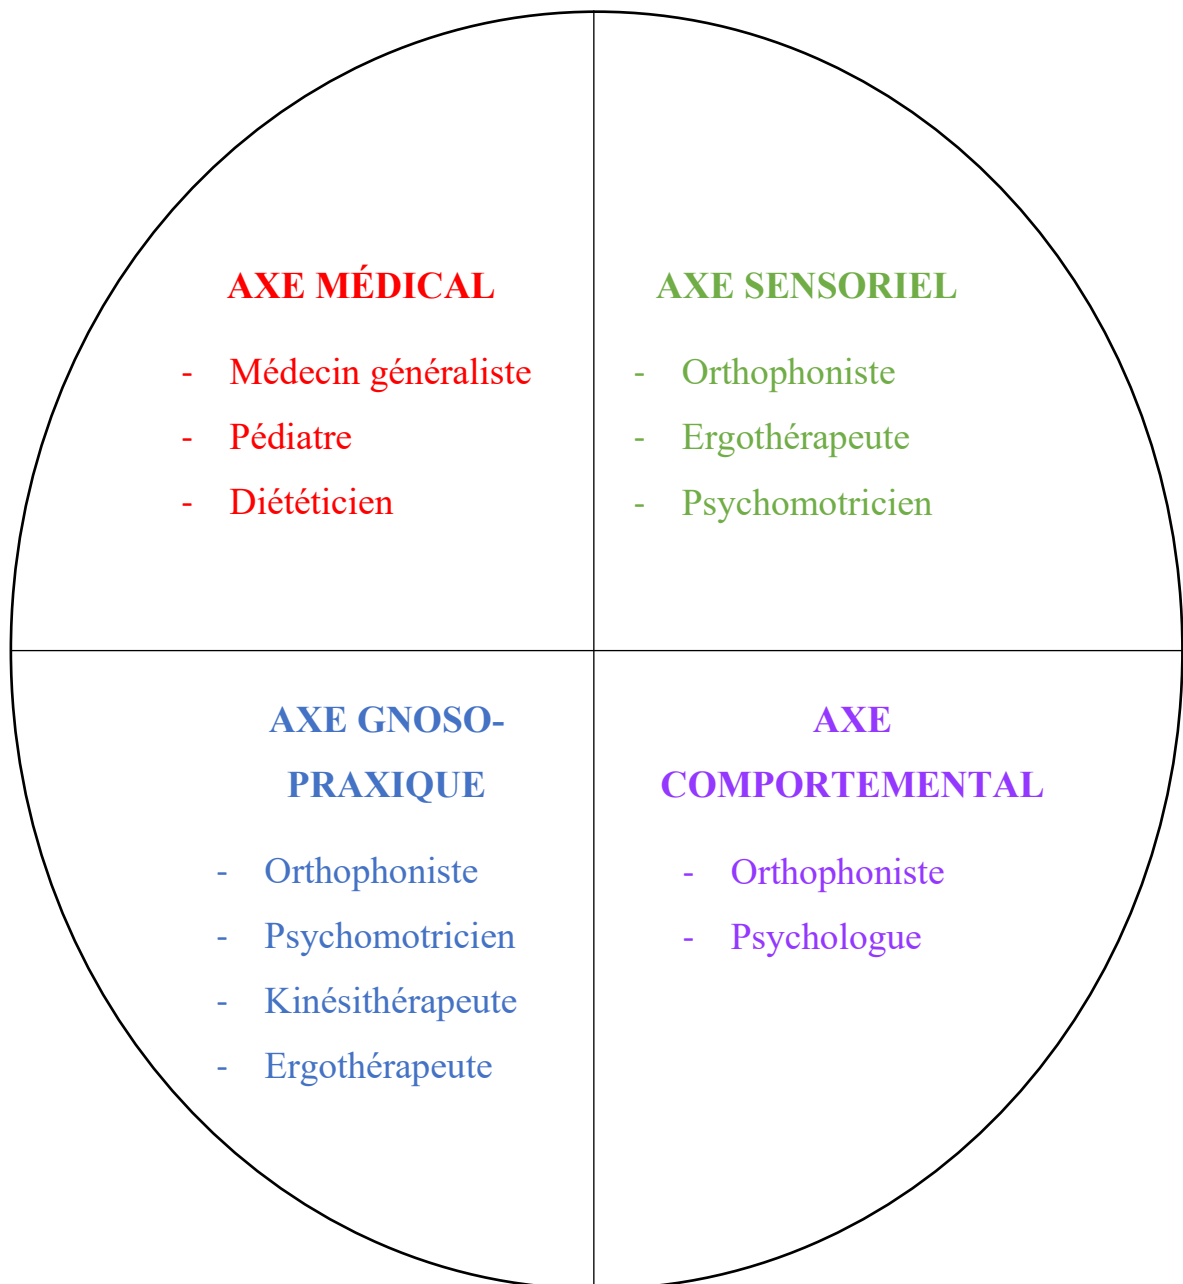 AXE MÉDICAL
- Médecin généraliste
- Pédiatre
- Diététicien
AXE SENSORIEL
- Orthophoniste
- Ergothérapeute
- Psychomotricien
AXE GNOSO-
PRAXIQUE
- Orthophoniste
- Psychomotricien
- Kinésithérapeute
- Ergothérapeute
AXE
COMPORTEMENTAL
- Orthophoniste
- Psychologue